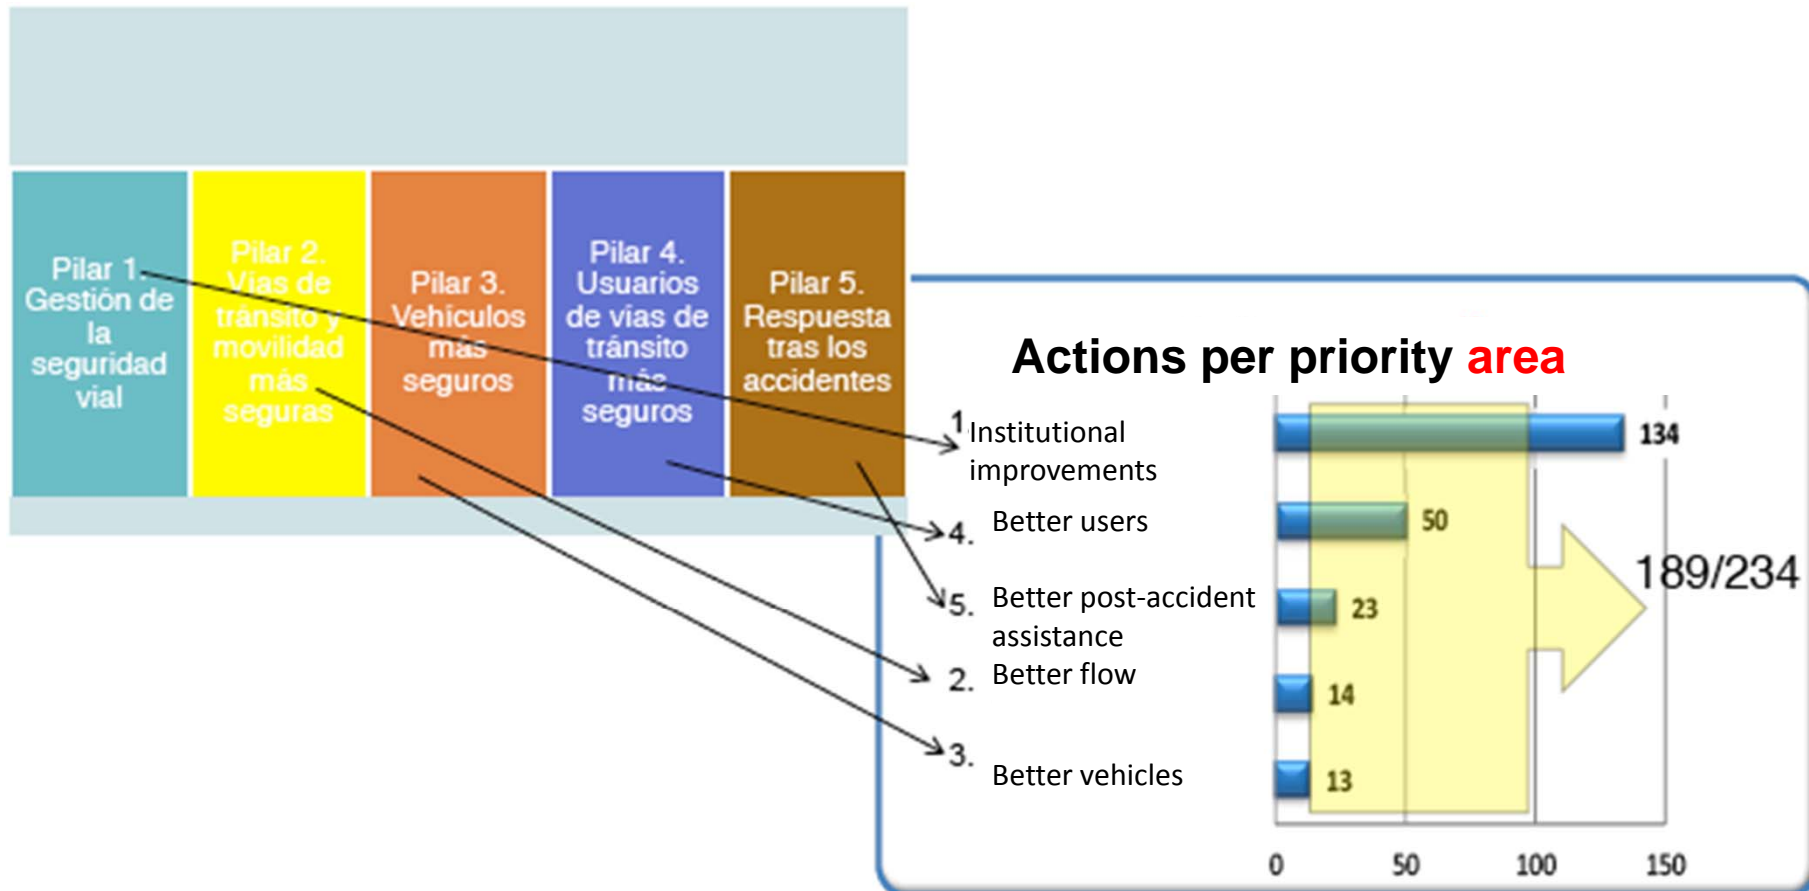 Pilar 1.
Gestión de
la
seguridad
vial
Pilar 2.
Vías de
tránsito y
movilidad
más
seguras
Pilar 3.
Vehículos
más
seguros
Pilar 4.
Usuarios
de vías de
tránsito
más
seguros
Pilar 5.
Respuesta
tras los
accidentes
Actions per priority area
1. Institutional
improvements
134
4. Better users
50
5. Better post-accident
assistance
23
2. Better flow
14
3. Better vehicles
13
189/234
0 50 100 150